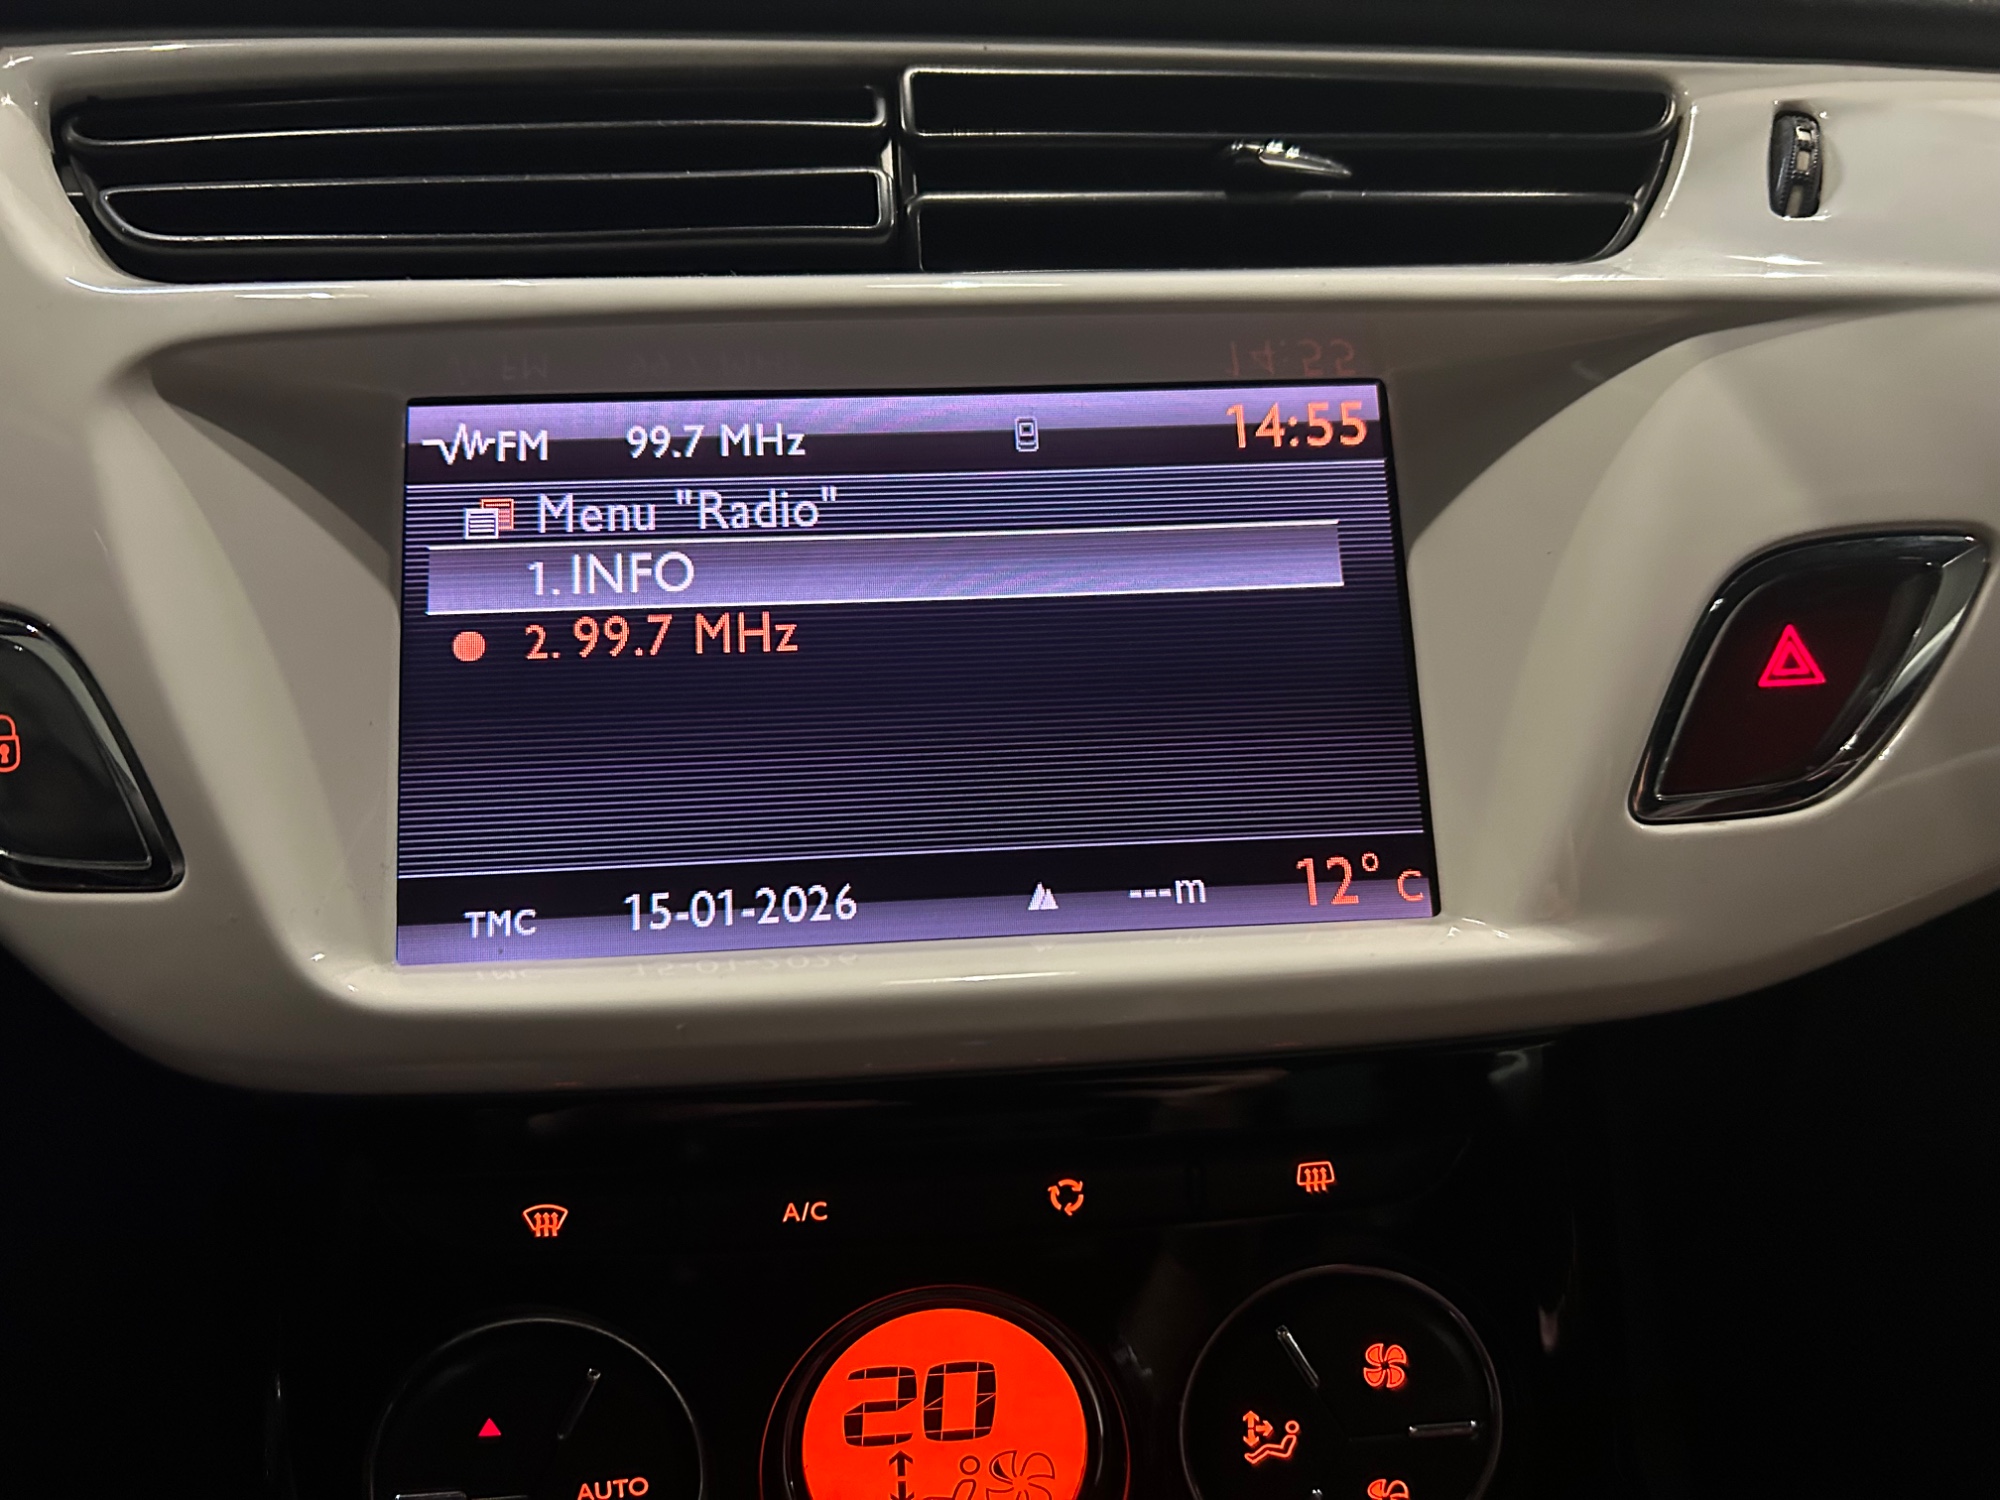 FM 99.7 MHz 14:55
Menu "Radio"
1. INFO
2. 99.7 MHz
TMC 15-01-2026 ---m 12° C
A/C
20
AUTO